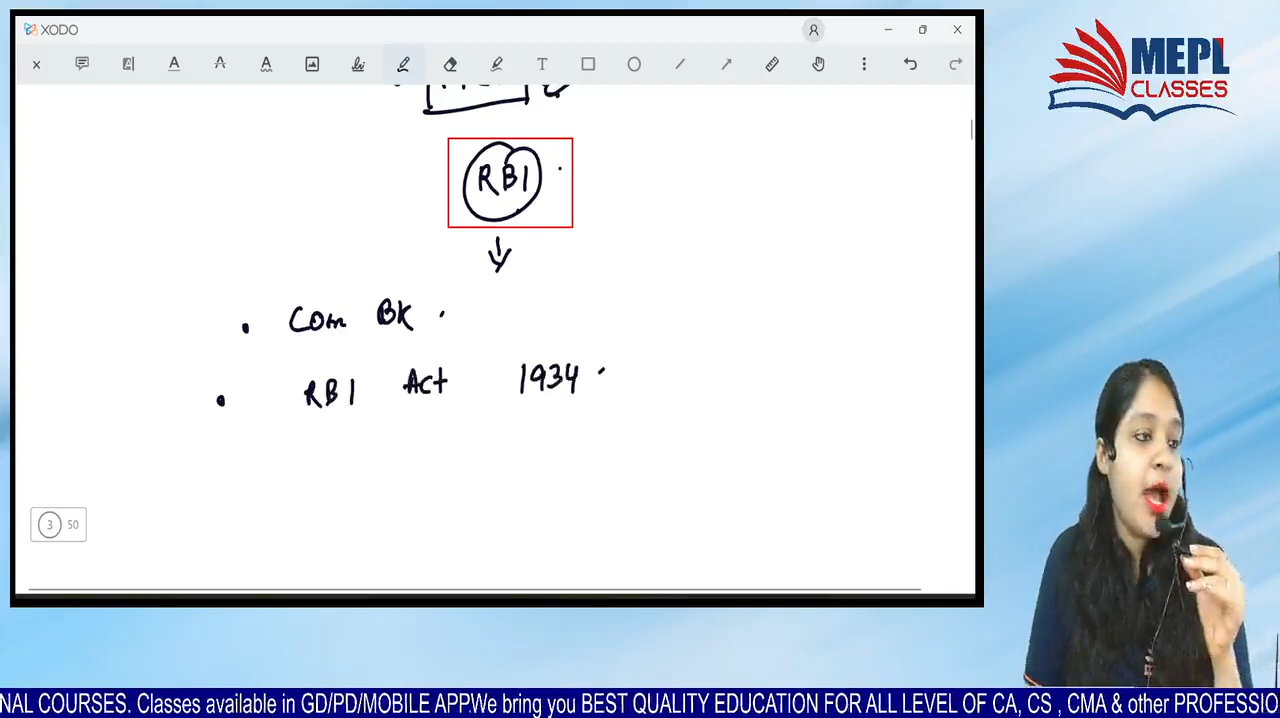 XODO
MEPL
CLASSES
RBI
Com BK
RBI Act 1934
3 50
NAL COURSES. Classes available in GD/PD/MOBILE APP.We bring you BEST QUALITY EDUCATION FOR ALL LEVEL OF CA, CS , CMA & other PROFESSIO